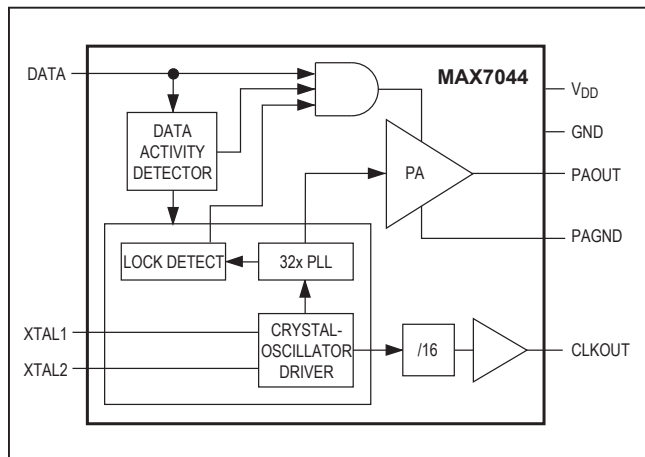 DATA
MAX7044
VDD
GND
DATA
ACTIVITY
DETECTOR
PA
PAOUT
PAGND
LOCK DETECT
32x PLL
XTAL1
XTAL2
CRYSTAL-
OSCILLATOR
DRIVER
/16
CLKOUT